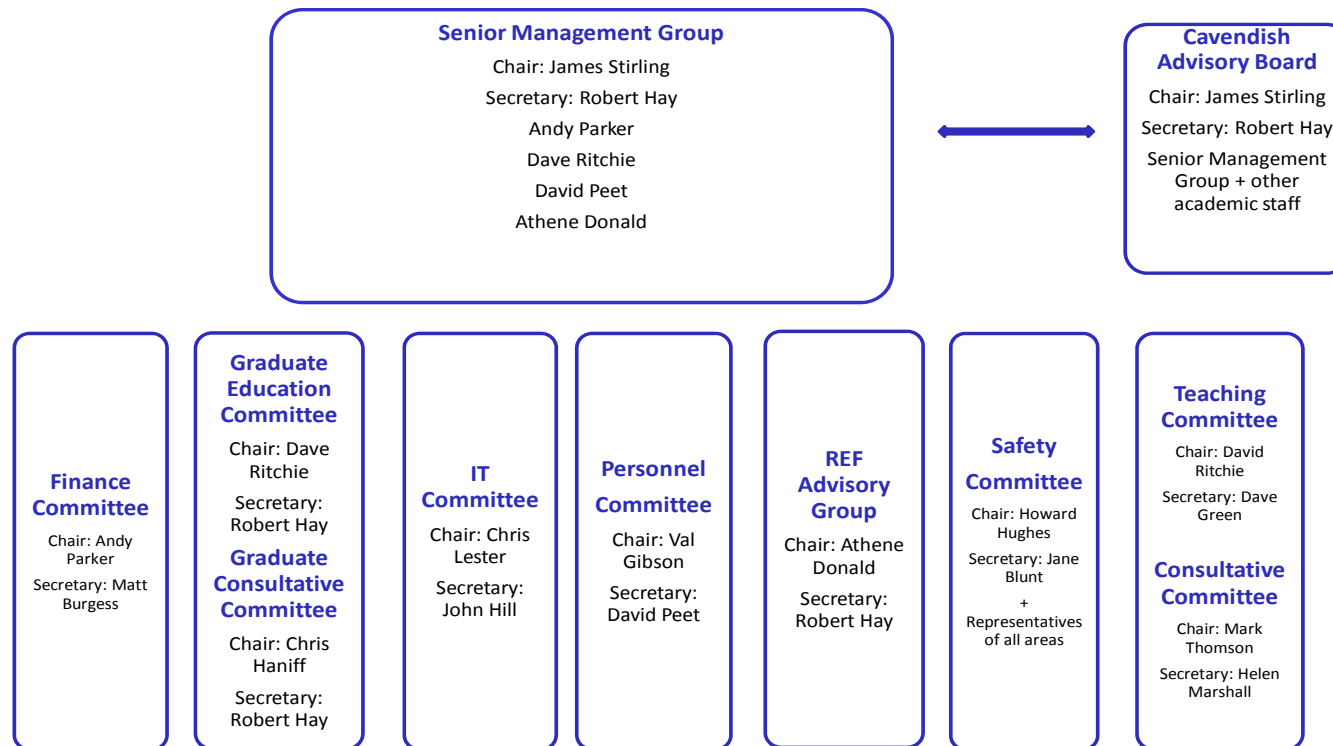 Senior Management Group
Chair: James Stirling
Secretary: Robert Hay
Andy Parker
Dave Ritchie
David Peet
Athene Donald
Cavendish
Advisory Board
Chair: James Stirling
Secretary: Robert Hay
Senior Management
Group + other
academic staff
Finance
Committee
Chair: Andy
Parker
Secretary: Matt
Burgess
Graduate
Education
Committee
Chair: Dave
Ritchie
Secretary:
Robert Hay
Graduate
Consultative
Committee
Chair: Chris
Haniff
Secretary:
Robert Hay
IT
Committee
Chair: Chris
Lester
Secretary:
John Hill
Personnel
Committee
Chair: Val
Gibson
Secretary:
David Peet
REF
Advisory
Group
Chair: Athene
Donald
Secretary:
Robert Hay
Safety
Committee
Chair: Howard
Hughes
Secretary: Jane
Blunt
+
Representatives
of all areas
Teaching
Committee
Chair: David
Ritchie
Secretary: Dave
Green
Consultative
Committee
Chair: Mark
Thomson
Secretary: Helen
Marshall